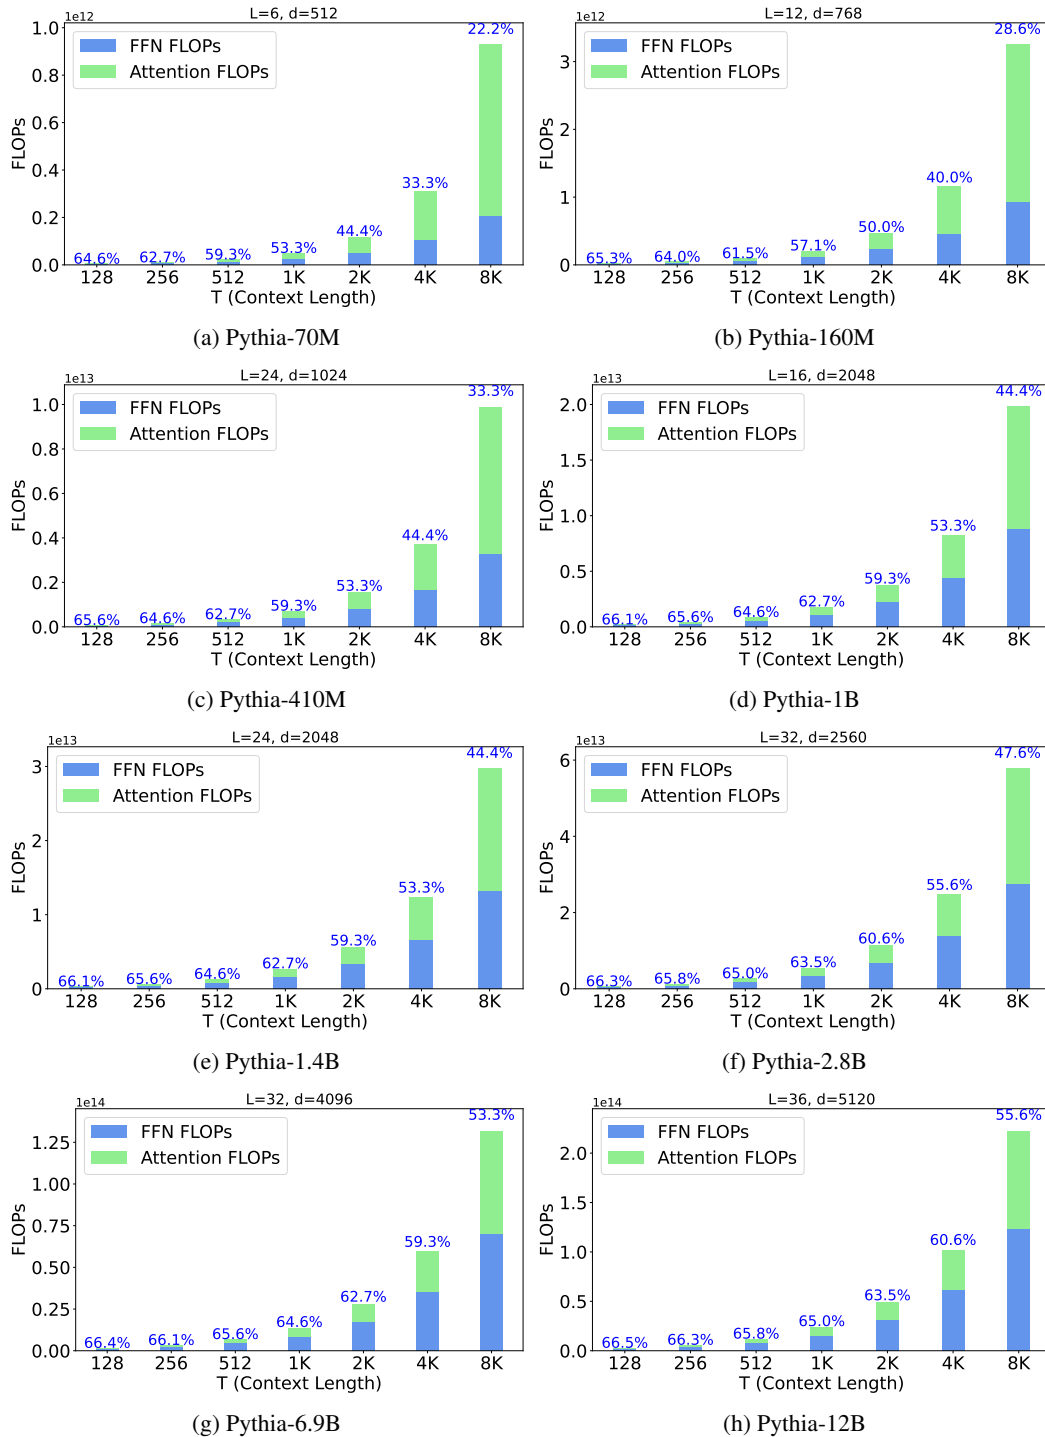 L=6, d=512
1e12
FFN FLOPs
Attention FLOPs
FLOPs
1.0
0.8
0.6
0.4
0.2
0.0
64.6% 62.7% 59.3% 53.3% 44.4% 33.3% 22.2%
128 256 512 1K 2K 4K 8K
T (Context Length)
(a) Pythia-70M
L=12, d=768
1e12
FFN FLOPs
Attention FLOPs
FLOPs
3
2
1
0
65.3% 64.0% 61.5% 57.1% 50.0% 40.0% 28.6%
128 256 512 1K 2K 4K 8K
T (Context Length)
(b) Pythia-160M
L=24, d=1024
1e13
FFN FLOPs
Attention FLOPs
FLOPs
1.0
0.8
0.6
0.4
0.2
0.0
65.6% 64.6% 62.7% 59.3% 53.3% 44.4% 33.3%
128 256 512 1K 2K 4K 8K
T (Context Length)
(c) Pythia-410M
L=16, d=2048
1e13
FFN FLOPs
Attention FLOPs
FLOPs
2.0
1.5
1.0
0.5
0.0
66.1% 65.6% 64.6% 62.7% 59.3% 53.3% 44.4%
128 256 512 1K 2K 4K 8K
T (Context Length)
(d) Pythia-1B
L=24, d=2048
1e13
FFN FLOPs
Attention FLOPs
FLOPs
3
2
1
0
66.1% 65.6% 64.6% 62.7% 59.3% 53.3% 44.4%
128 256 512 1K 2K 4K 8K
T (Context Length)
(e) Pythia-1.4B
L=32, d=2560
1e13
FFN FLOPs
Attention FLOPs
FLOPs
6
4
2
0
66.3% 65.8% 65.0% 63.5% 60.6% 55.6% 47.6%
128 256 512 1K 2K 4K 8K
T (Context Length)
(f) Pythia-2.8B
L=32, d=4096
1e14
FFN FLOPs
Attention FLOPs
FLOPs
1.25
1.00
0.75
0.50
0.25
0.00
66.4% 66.1% 65.6% 64.6% 62.7% 59.3% 53.3%
128 256 512 1K 2K 4K 8K
T (Context Length)
(g) Pythia-6.9B
L=36, d=5120
1e14
FFN FLOPs
Attention FLOPs
FLOPs
2.0
1.5
1.0
0.5
0.0
66.5% 66.3% 65.8% 65.0% 63.5% 60.6% 55.6%
128 256 512 1K 2K 4K 8K
T (Context Length)
(h) Pythia-12B